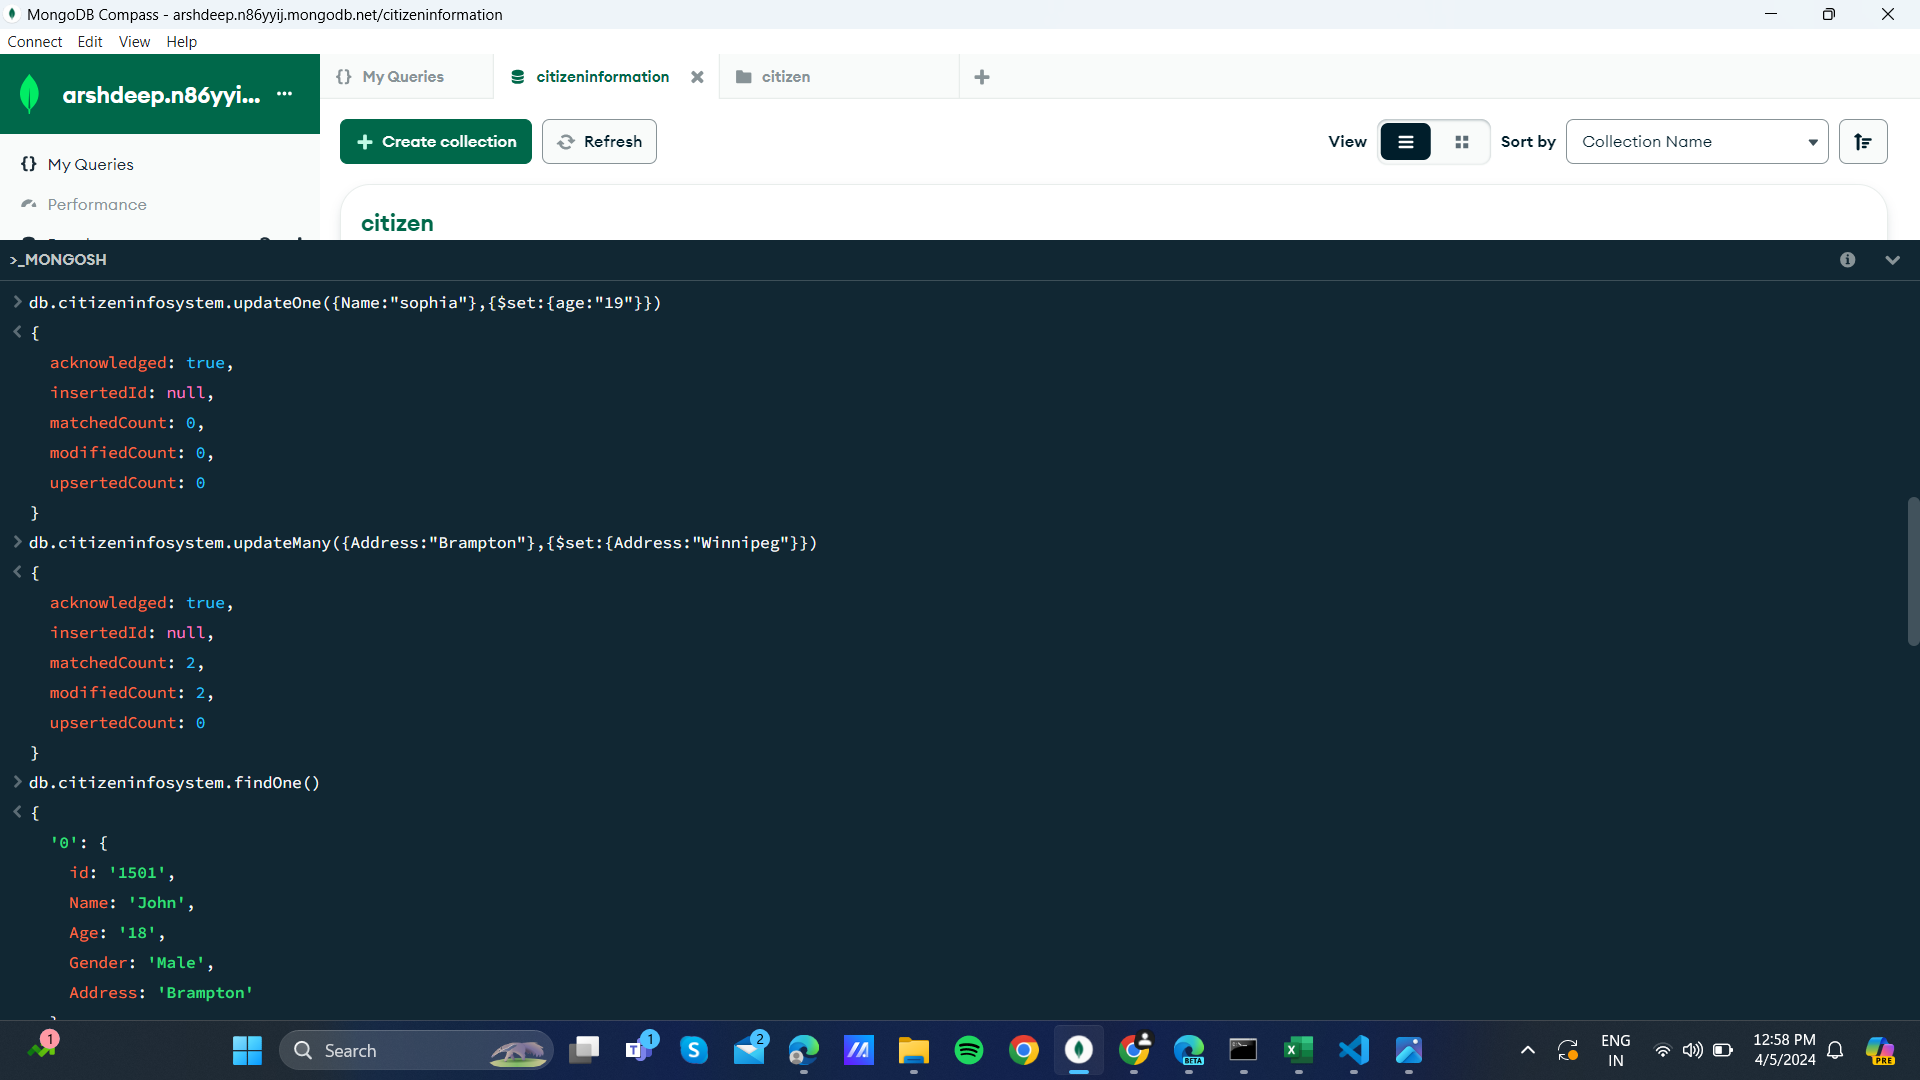 MongoDB Compass - arshdeep.n86yyij.mongodb.net/citizeninformation
Connect Edit View Help
arshdeep.n86yyi... ...
{} My Queries
citizeninformation
citizen
Create collection
Refresh
View
Sort by
Collection Name
{} My Queries
Performance
citizen
>_MONGOSH
> db.citizeninfosystem.updateOne({Name:"sophia"},{$set:{age:"19"}})
< {
acknowledged: true,
insertedId: null,
matchedCount: 0,
modifiedCount: 0,
upsertedCount: 0
}
> db.citizeninfosystem.updateMany({Address:"Brampton"},{$set:{Address:"Winnipeg"}})
< {
acknowledged: true,
insertedId: null,
matchedCount: 2,
modifiedCount: 2,
upsertedCount: 0
}
> db.citizeninfosystem.findOne()
< {
'0': {
id: '1501',
Name: 'John',
Age: '18',
Gender: 'Male',
Address: 'Brampton'
1
Search
1
2
BETA
ENG
IN
12:58 PM
4/5/2024
PRE